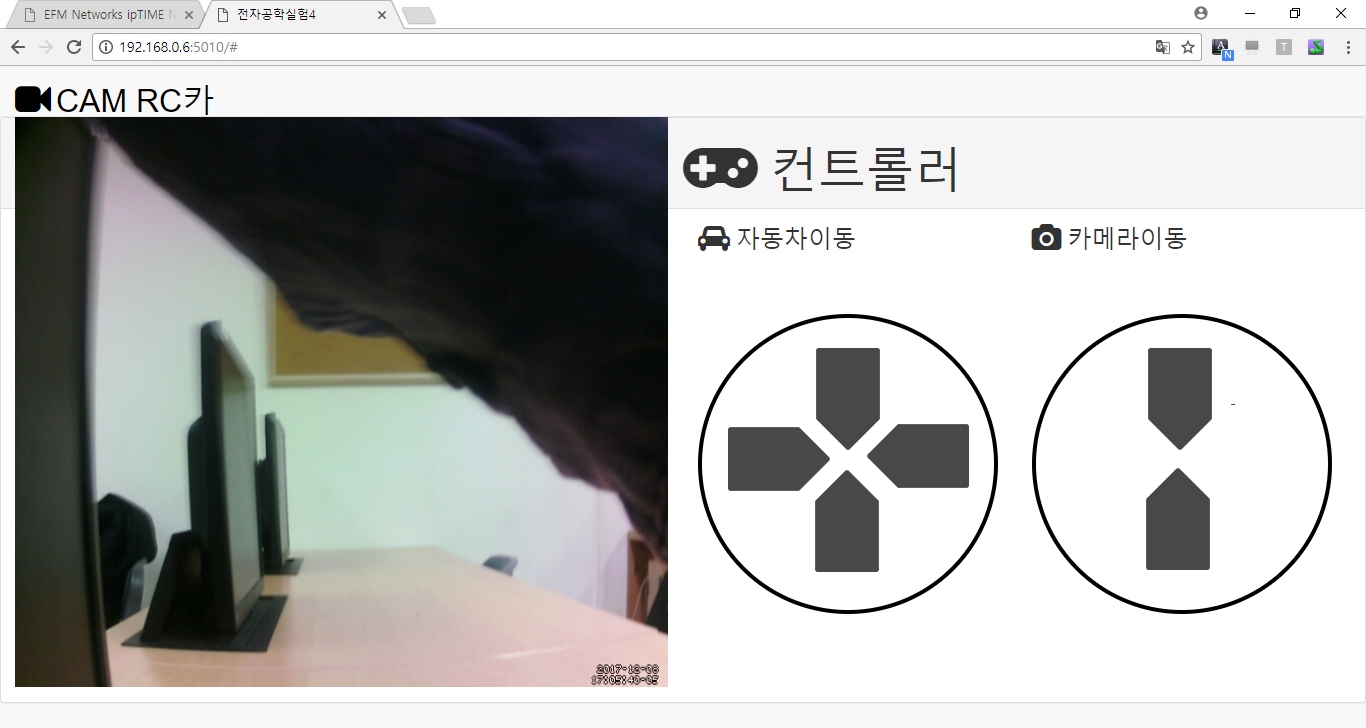 EFM Networks ipTIME N
전자공학실험4
192.168.0.6:5010/#
A
N
T
CAM RC카
컨트롤러
자동차이동
카메라이동
-
2017-12-08
17:05:40-05